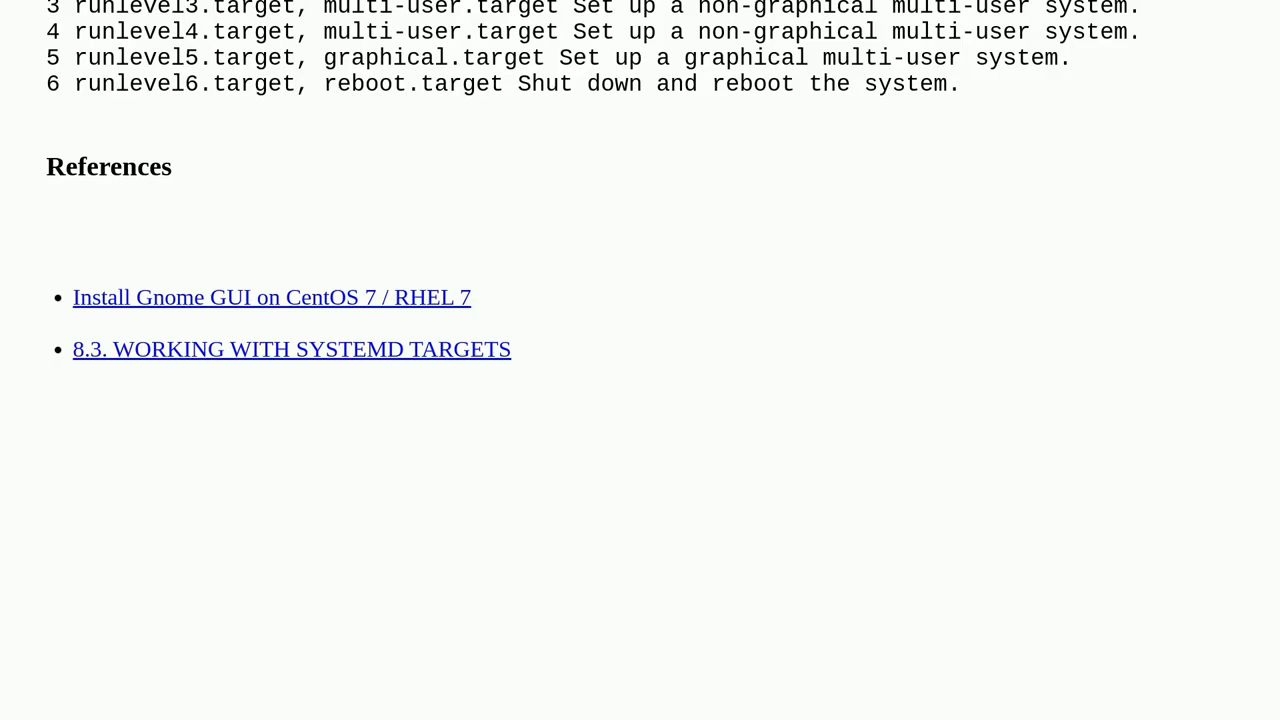 3 runlevel3.target, multi-user.target Set up a non-graphical multi-user system.
4 runlevel4.target, multi-user.target Set up a non-graphical multi-user system.
5 runlevel5.target, graphical.target Set up a graphical multi-user system.
6 runlevel6.target, reboot.target Shut down and reboot the system.
References
• Install Gnome GUI on CentOS 7 / RHEL 7
• 8.3. WORKING WITH SYSTEMD TARGETS